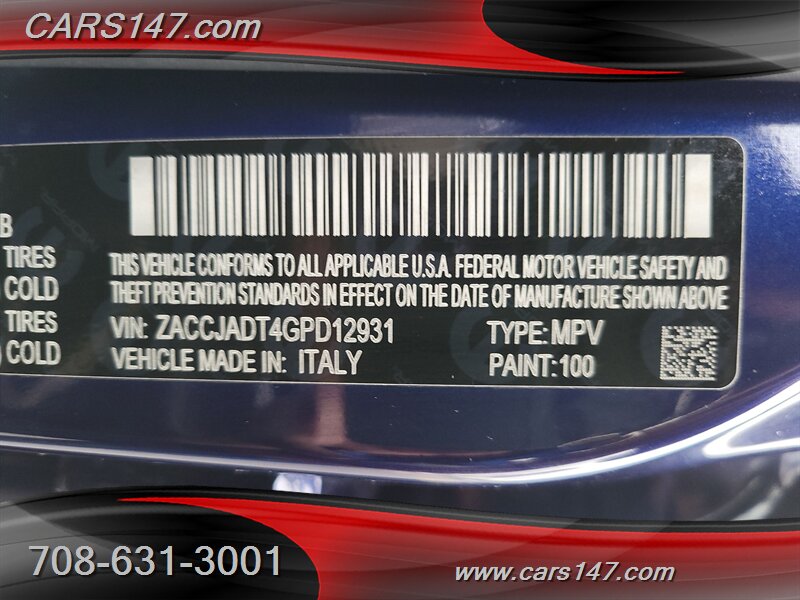 CARS147.com
B
TIRES
COLD
TIRES
COLD
THIS VEHICLE CONFORMS TO ALL APPLICABLE U.S.A. FEDERAL MOTOR VEHICLE SAFETY AND
THEFT PREVENTION STANDARDS IN EFFECT ON THE DATE OF MANUFACTURE SHOWN ABOVE
VIN: ZACCJADT4GPD12931 TYPE: MPV
VEHICLE MADE IN: ITALY PAINT: 100
708-631-3001
www.cars147.com